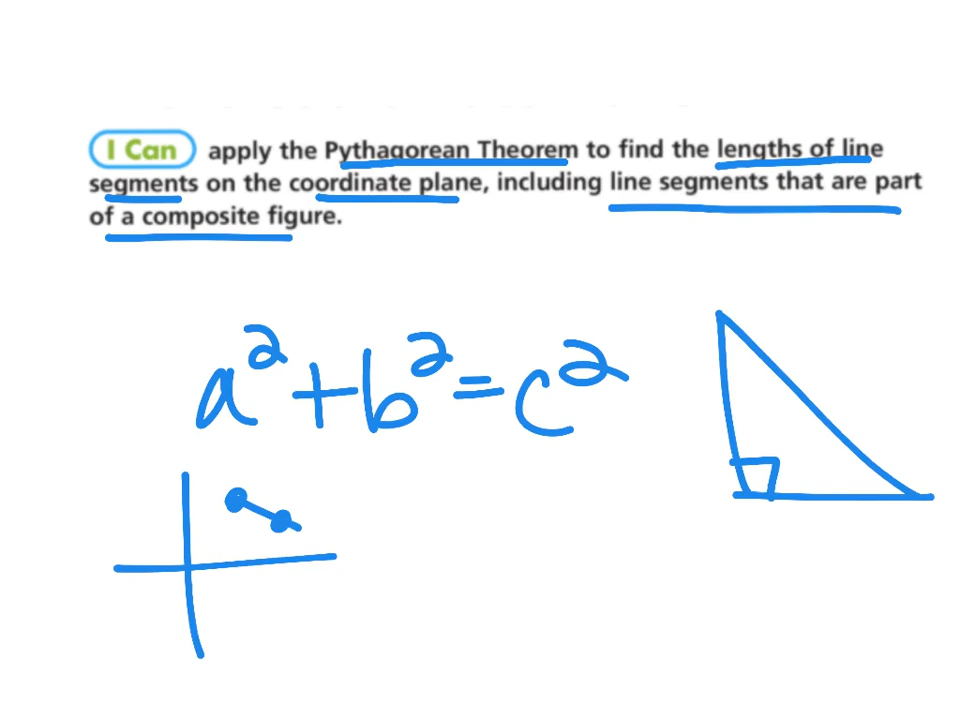 I Can apply the Pythagorean Theorem to find the lengths of line
segments on the coordinate plane, including line segments that are part
of a composite figure.
a² + b² = c²